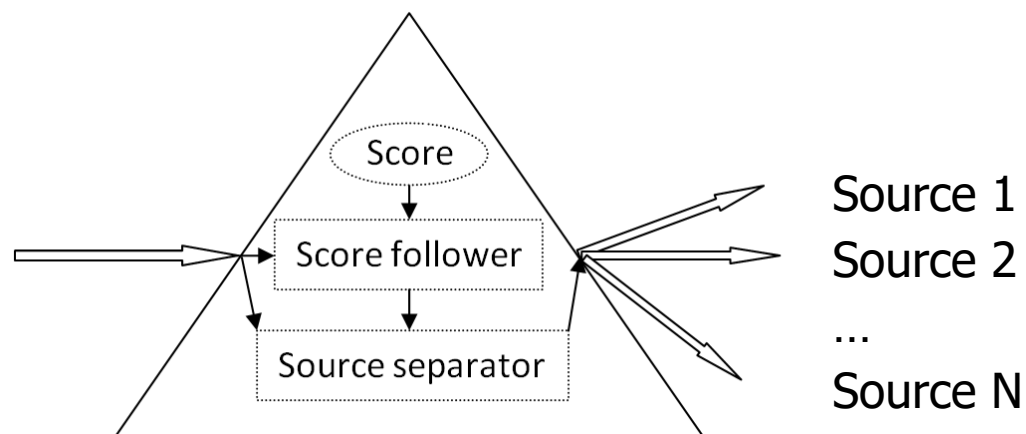 Score
Score follower
Source separator
Source 1
Source 2
...
Source N